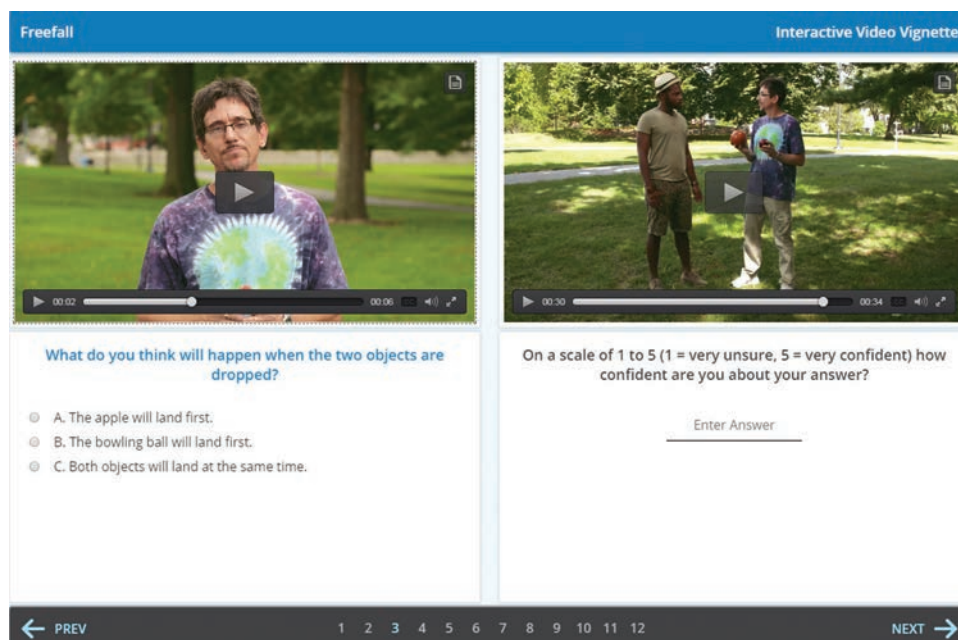 Freefall
Interactive Video Vignette
00:02
00:06
00:30
00:34
What do you think will happen when the two objects are
dropped?
A. The apple will land first.
B. The bowling ball will land first.
C. Both objects will land at the same time.
On a scale of 1 to 5 (1 = very unsure, 5 = very confident) how
confident are you about your answer?
Enter Answer
PREV
1 2 3 4 5 6 7 8 9 10 11 12
NEXT